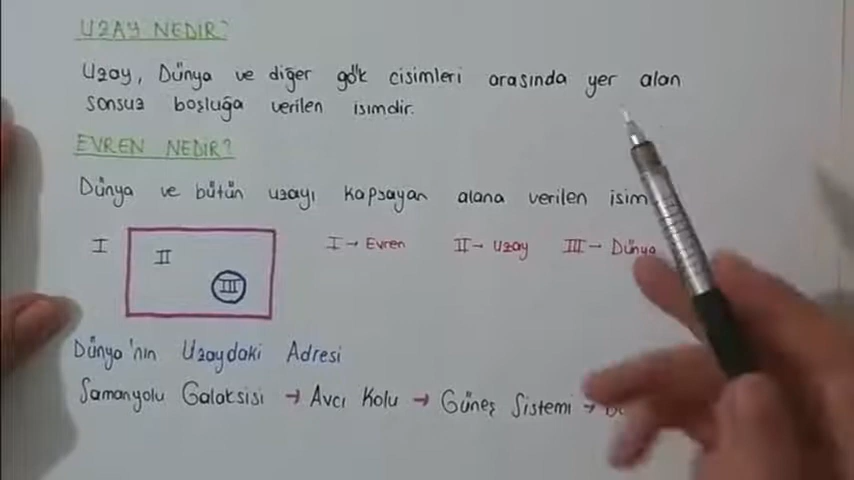 UZAY NEDİR?
Uzay, Dünya ve diğer gök cisimleri arasında yer alan
sonsuz boşluğa verilen isimdir.
EVREN NEDİR?
Dünya ve bütün uzayı kapsayan alana verilen isim
I II III I → Evren II → Uzay III → Dünya
Dünya'nın Uzaydaki Adresi
Samanyolu Galaksisi → Avcı Kolu → Güneş Sistemi →